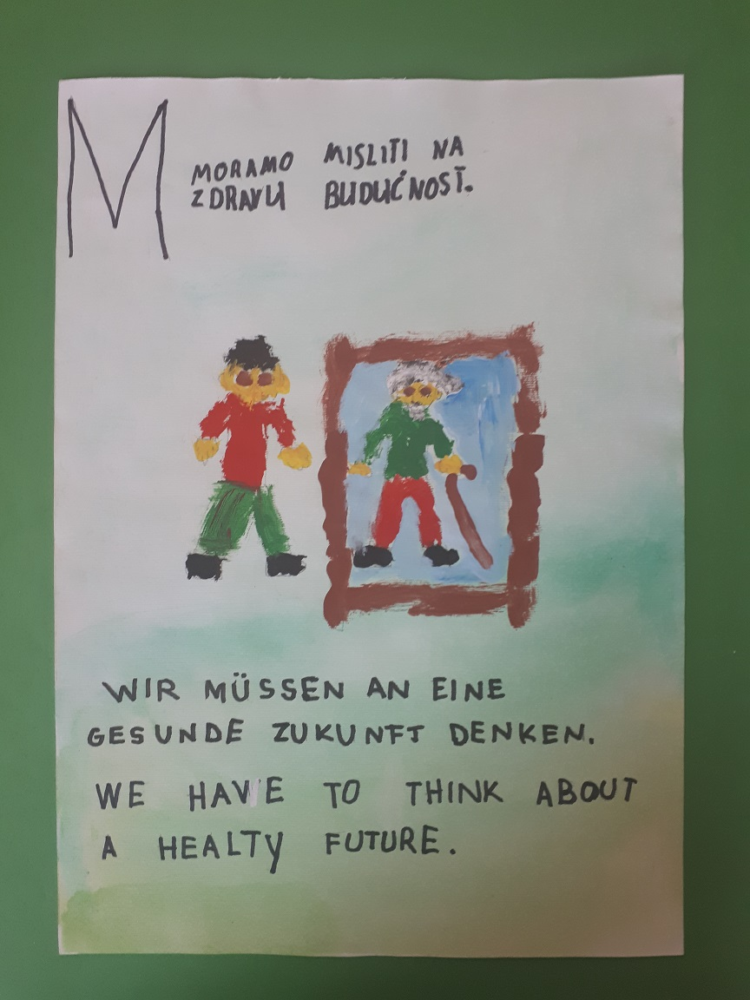 M
MORAMO MISLITI NA
ZDRAVU BUDUĆNOST.
WIR MÜSSEN AN EINE
GESUNDE ZUKUNFT DENKEN.
WE HAVE TO THINK ABOUT
A HEALTY FUTURE.